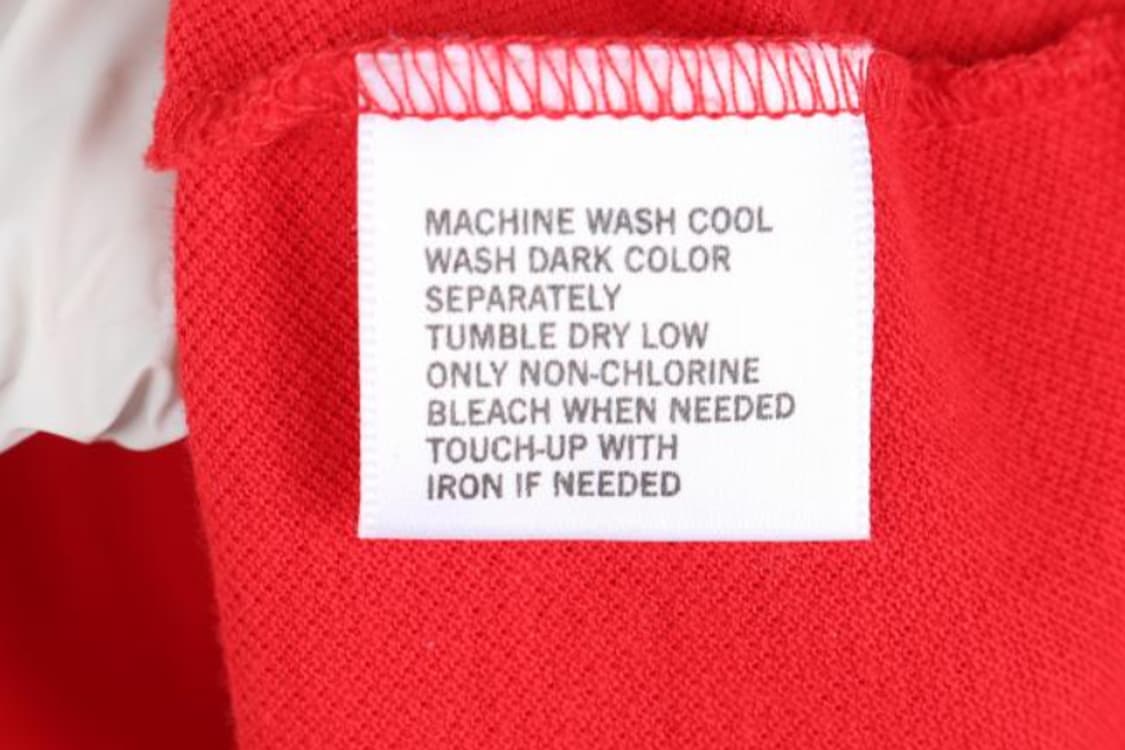 MACHINE WASH COOL
WASH DARK COLOR
SEPARATELY
TUMBLE DRY LOW
ONLY NON-CHLORINE
BLEACH WHEN NEEDED
TOUCH-UP WITH
IRON IF NEEDED